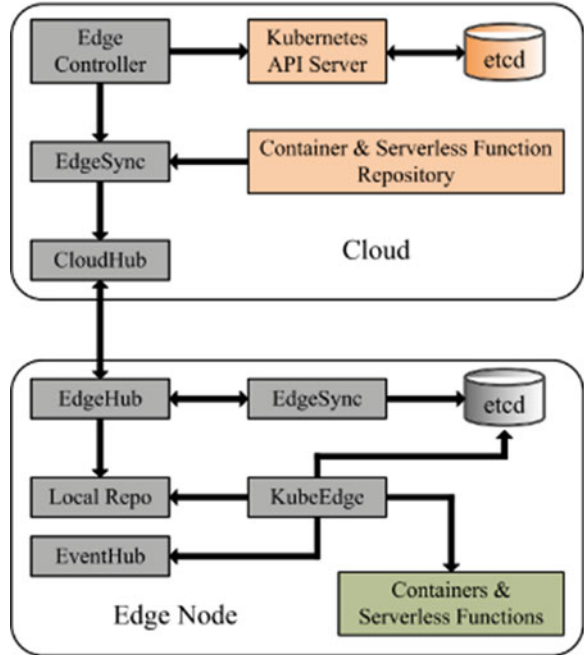 Edge
Controller
Kubernetes
API Server
etcd
EdgeSync
Container & Serverless Function
Repository
CloudHub
Cloud
EdgeHub
EdgeSync
etcd
Local Repo
KubeEdge
EventHub
Containers &
Serverless Functions
Edge Node